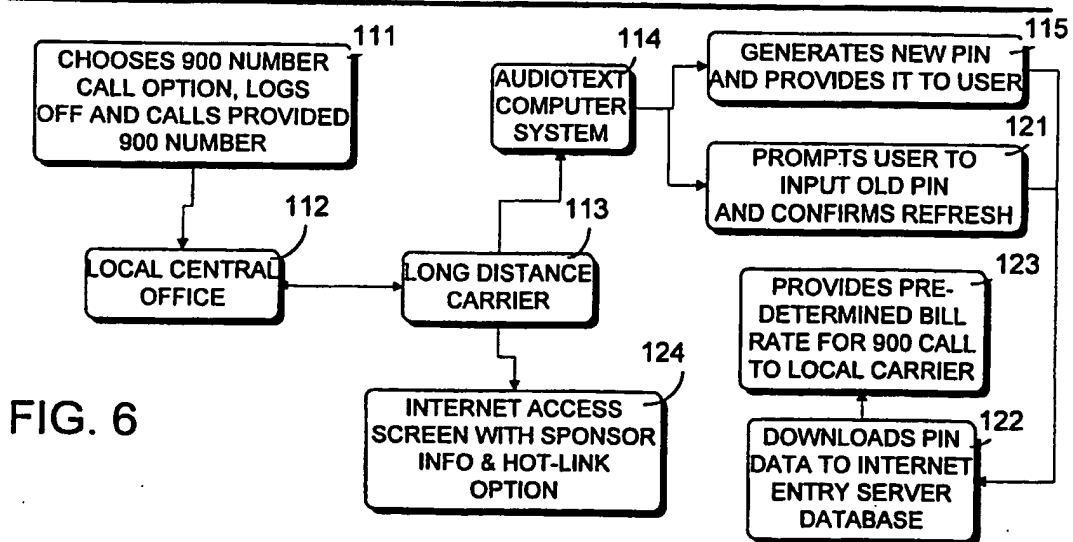 111
CHOOSES 900 NUMBER
CALL OPTION, LOGS
OFF AND CALLS PROVIDED
900 NUMBER
112
LOCAL CENTRAL
OFFICE
113
LONG DISTANCE
CARRIER
114
AUDIOTEXT
COMPUTER
SYSTEM
115
GENERATES NEW PIN
AND PROVIDES IT TO USER
121
PROMPTS USER TO
INPUT OLD PIN
AND CONFIRMS REFRESH
123
PROVIDES PRE-
DETERMINED BILL
RATE FOR 900 CALL
TO LOCAL CARRIER
122
DOWNLOADS PIN
DATA TO INTERNET
ENTRY SERVER
DATABASE
124
INTERNET ACCESS
SCREEN WITH SPONSOR
INFO & HOT-LINK
OPTION
FIG. 6